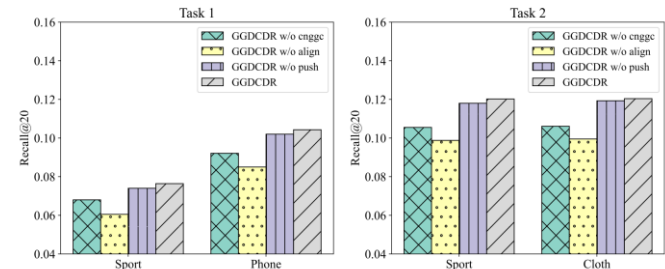 Task 1
0.16
0.14
0.12
0.10
0.08
0.06
0.04
Recall@20
GGDCDR w/o cnggc
GGDCDR w/o align
GGDCDR w/o push
GGDCDR
Sport
Phone
Task 2
0.16
0.14
0.12
0.10
0.08
0.06
0.04
Recall@20
GGDCDR w/o cnggc
GGDCDR w/o align
GGDCDR w/o push
GGDCDR
Sport
Cloth